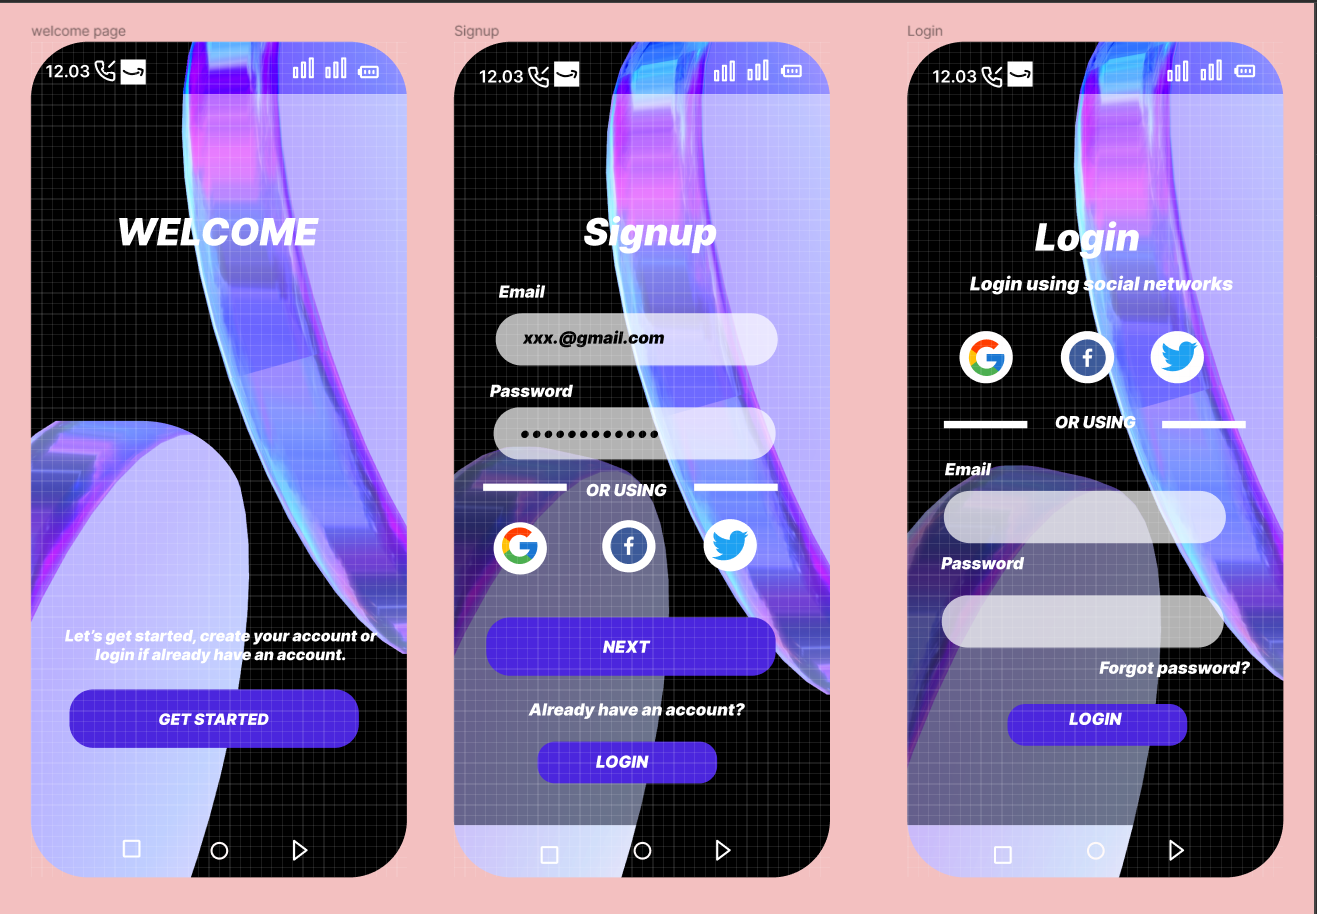 welcome page
12.03
WELCOME
Let's get started, create your account or
login if already have an account.
GET STARTED
Signup
12.03
Signup
Email
xxx.@gmail.com
Password
OR USING
NEXT
Already have an account?
LOGIN
Login
12.03
Login
Login using social networks
OR USING
Email
Password
Forgot password?
LOGIN